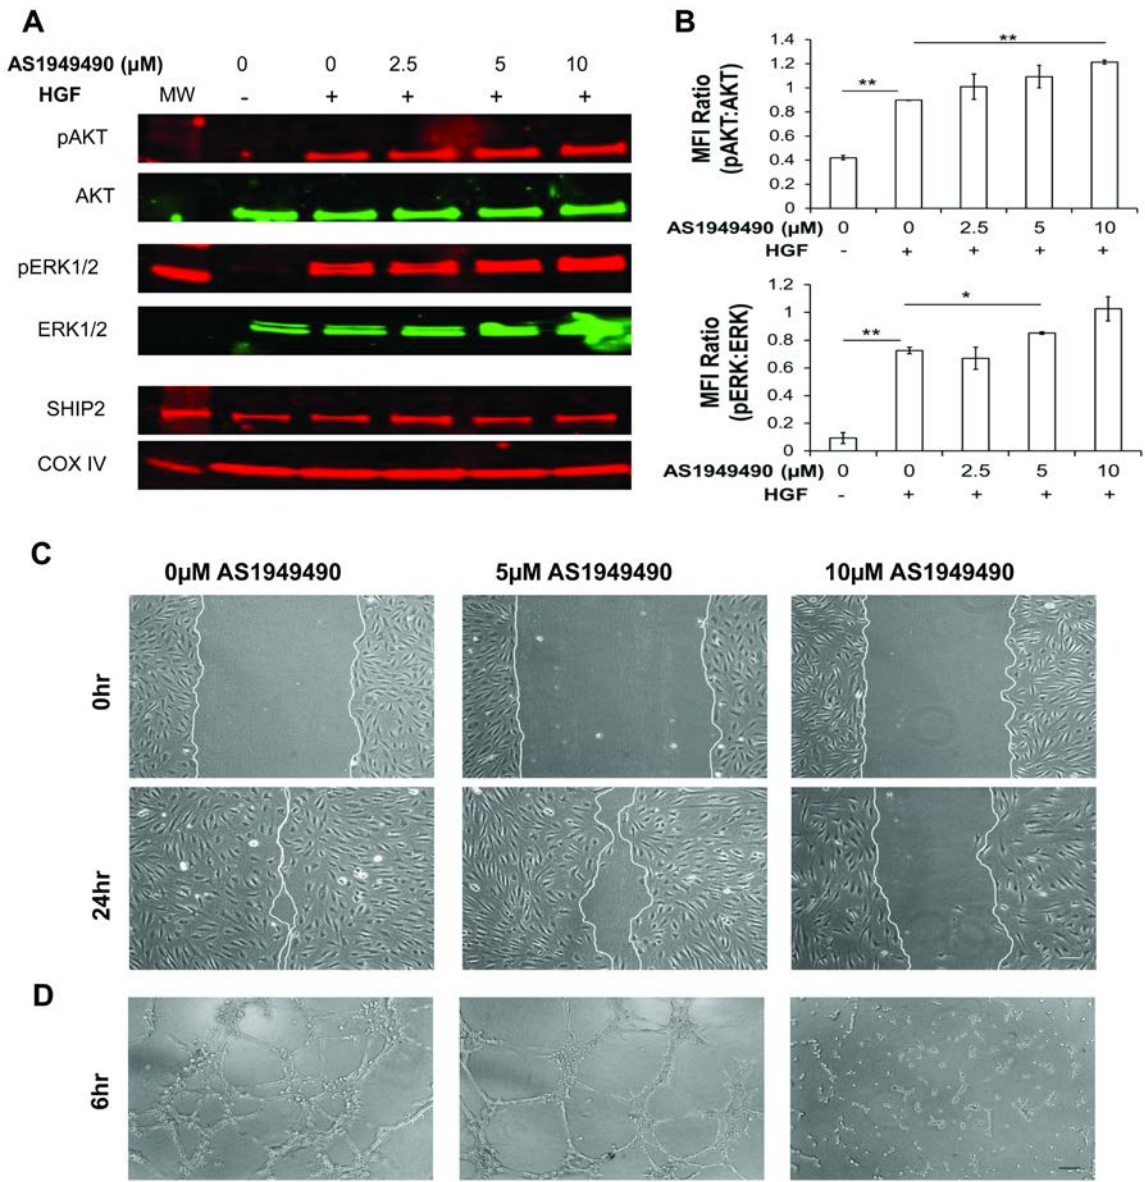 A
AS1949490 (µM) 0 0 2.5 5 10
HGF MW - + + + +
pAKT
AKT
pERK1/2
ERK1/2
SHIP2
COX IV
B
MFI Ratio
(pAKT:AKT)
1.4
1.2
1
0.8
0.6
0.4
0.2
0
**
**
AS1949490 (µM) 0 0 2.5 5 10
HGF - + + + +
MFI Ratio
(pERK:ERK)
1.2
1
0.8
0.6
0.4
0.2
0
**
*
AS1949490 (µM) 0 0 2.5 5 10
HGF - + + + +
C
0µM AS1949490 5µM AS1949490 10µM AS1949490
0hr
24hr
D
6hr